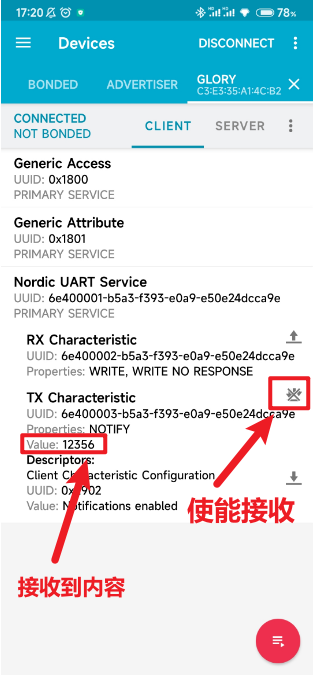 17:20 78%
Devices DISCONNECT
BONDED ADVERTISER GLORY
C3:E3:35:A1:4C:B2
CONNECTED
NOT BONDED
CLIENT SERVER
Generic Access
UUID: 0x1800
PRIMARY SERVICE
Generic Attribute
UUID: 0x1801
PRIMARY SERVICE
Nordic UART Service
UUID: 6e400001-b5a3-f393-e0a9-e50e24dcca9e
PRIMARY SERVICE
RX Characteristic
UUID: 6e400002-b5a3-f393-e0a9-e50e24dcca9e
Properties: WRITE, WRITE NO RESPONSE
TX Characteristic
UUID: 6e400003-b5a3-f393-e0a9-e50e24dcca9e
Properties: NOTIFY
Value: 12356
Descriptors:
Client Characteristic Configuration
UUID: 0x2902
Value: Notifications enabled
使能接收
接收到内容